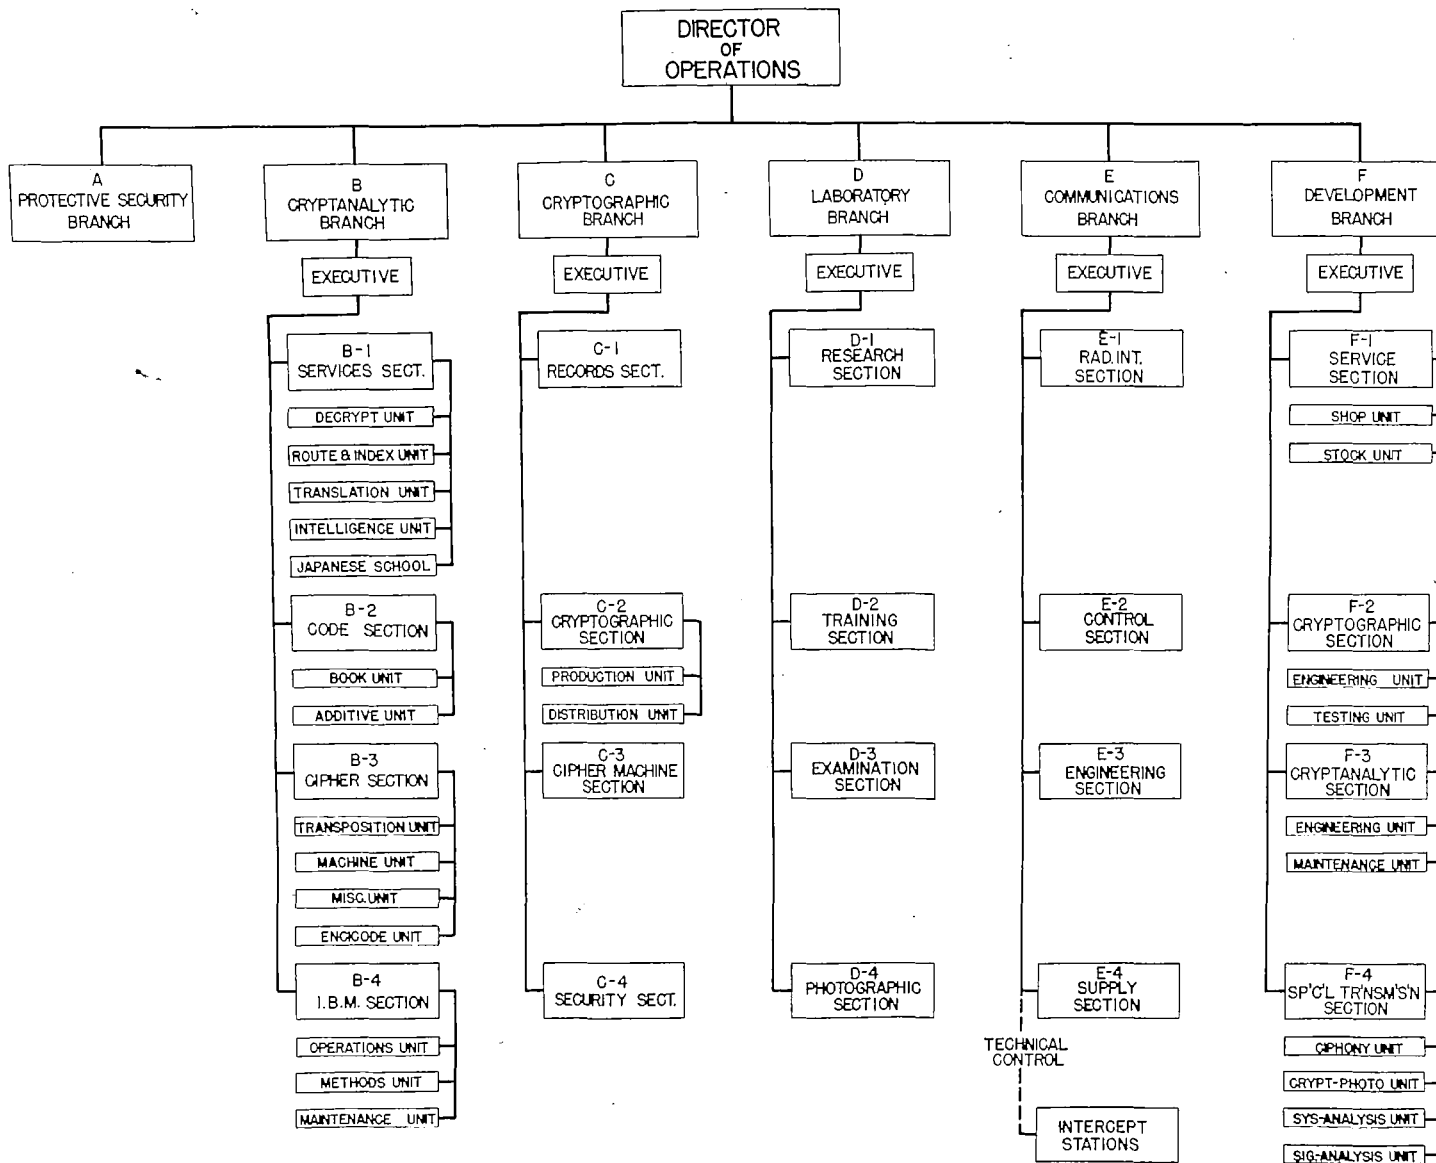 DIRECTOR
OF
OPERATIONS
A
PROTECTIVE SECURITY
BRANCH
B
CRYPTANALYTIC
BRANCH
EXECUTIVE
B-1
SERVICES SECT.
DECRYPT UNIT
ROUTE & INDEX UNIT
TRANSLATION UNIT
INTELLIGENCE UNIT
JAPANESE SCHOOL
B-2
CODE SECTION
BOOK UNIT
ADDITIVE UNIT
B-3
CIPHER SECTION
TRANSPOSITION UNIT
MACHINE UNIT
MISC. UNIT
ENCICODE UNIT
B-4
I.B.M. SECTION
OPERATIONS UNIT
METHODS UNIT
MAINTENANCE UNIT
C
CRYPTOGRAPHIC
BRANCH
EXECUTIVE
C-1
RECORDS SECT.
C-2
CRYPTOGRAPHIC
SECTION
PRODUCTION UNIT
DISTRIBUTION UNIT
C-3
CIPHER MACHINE
SECTION
C-4
SECURITY SECT.
D
LABORATORY
BRANCH
EXECUTIVE
D-1
RESEARCH
SECTION
D-2
TRAINING
SECTION
D-3
EXAMINATION
SECTION
D-4
PHOTOGRAPHIC
SECTION
E
COMMUNICATIONS
BRANCH
EXECUTIVE
E-1
RAD. INT.
SECTION
E-2
CONTROL
SECTION
E-3
ENGINEERING
SECTION
E-4
SUPPLY
SECTION
TECHNICAL
CONTROL
INTERCEPT
STATIONS
F
DEVELOPMENT
BRANCH
EXECUTIVE
F-1
SERVICE
SECTION
SHOP UNIT
STOCK UNIT
F-2
CRYPTOGRAPHIC
SECTION
ENGINEERING UNIT
TESTING UNIT
F-3
CRYPTANALYTIC
SECTION
ENGINEERING UNIT
MAINTENANCE UNIT
F-4
SP'C'L TR'NSM'S'N
SECTION
CIPHONY UNIT
CRYPT-PHOTO UNIT
SYS-ANALYSIS UNIT
SIG-ANALYSIS UNIT